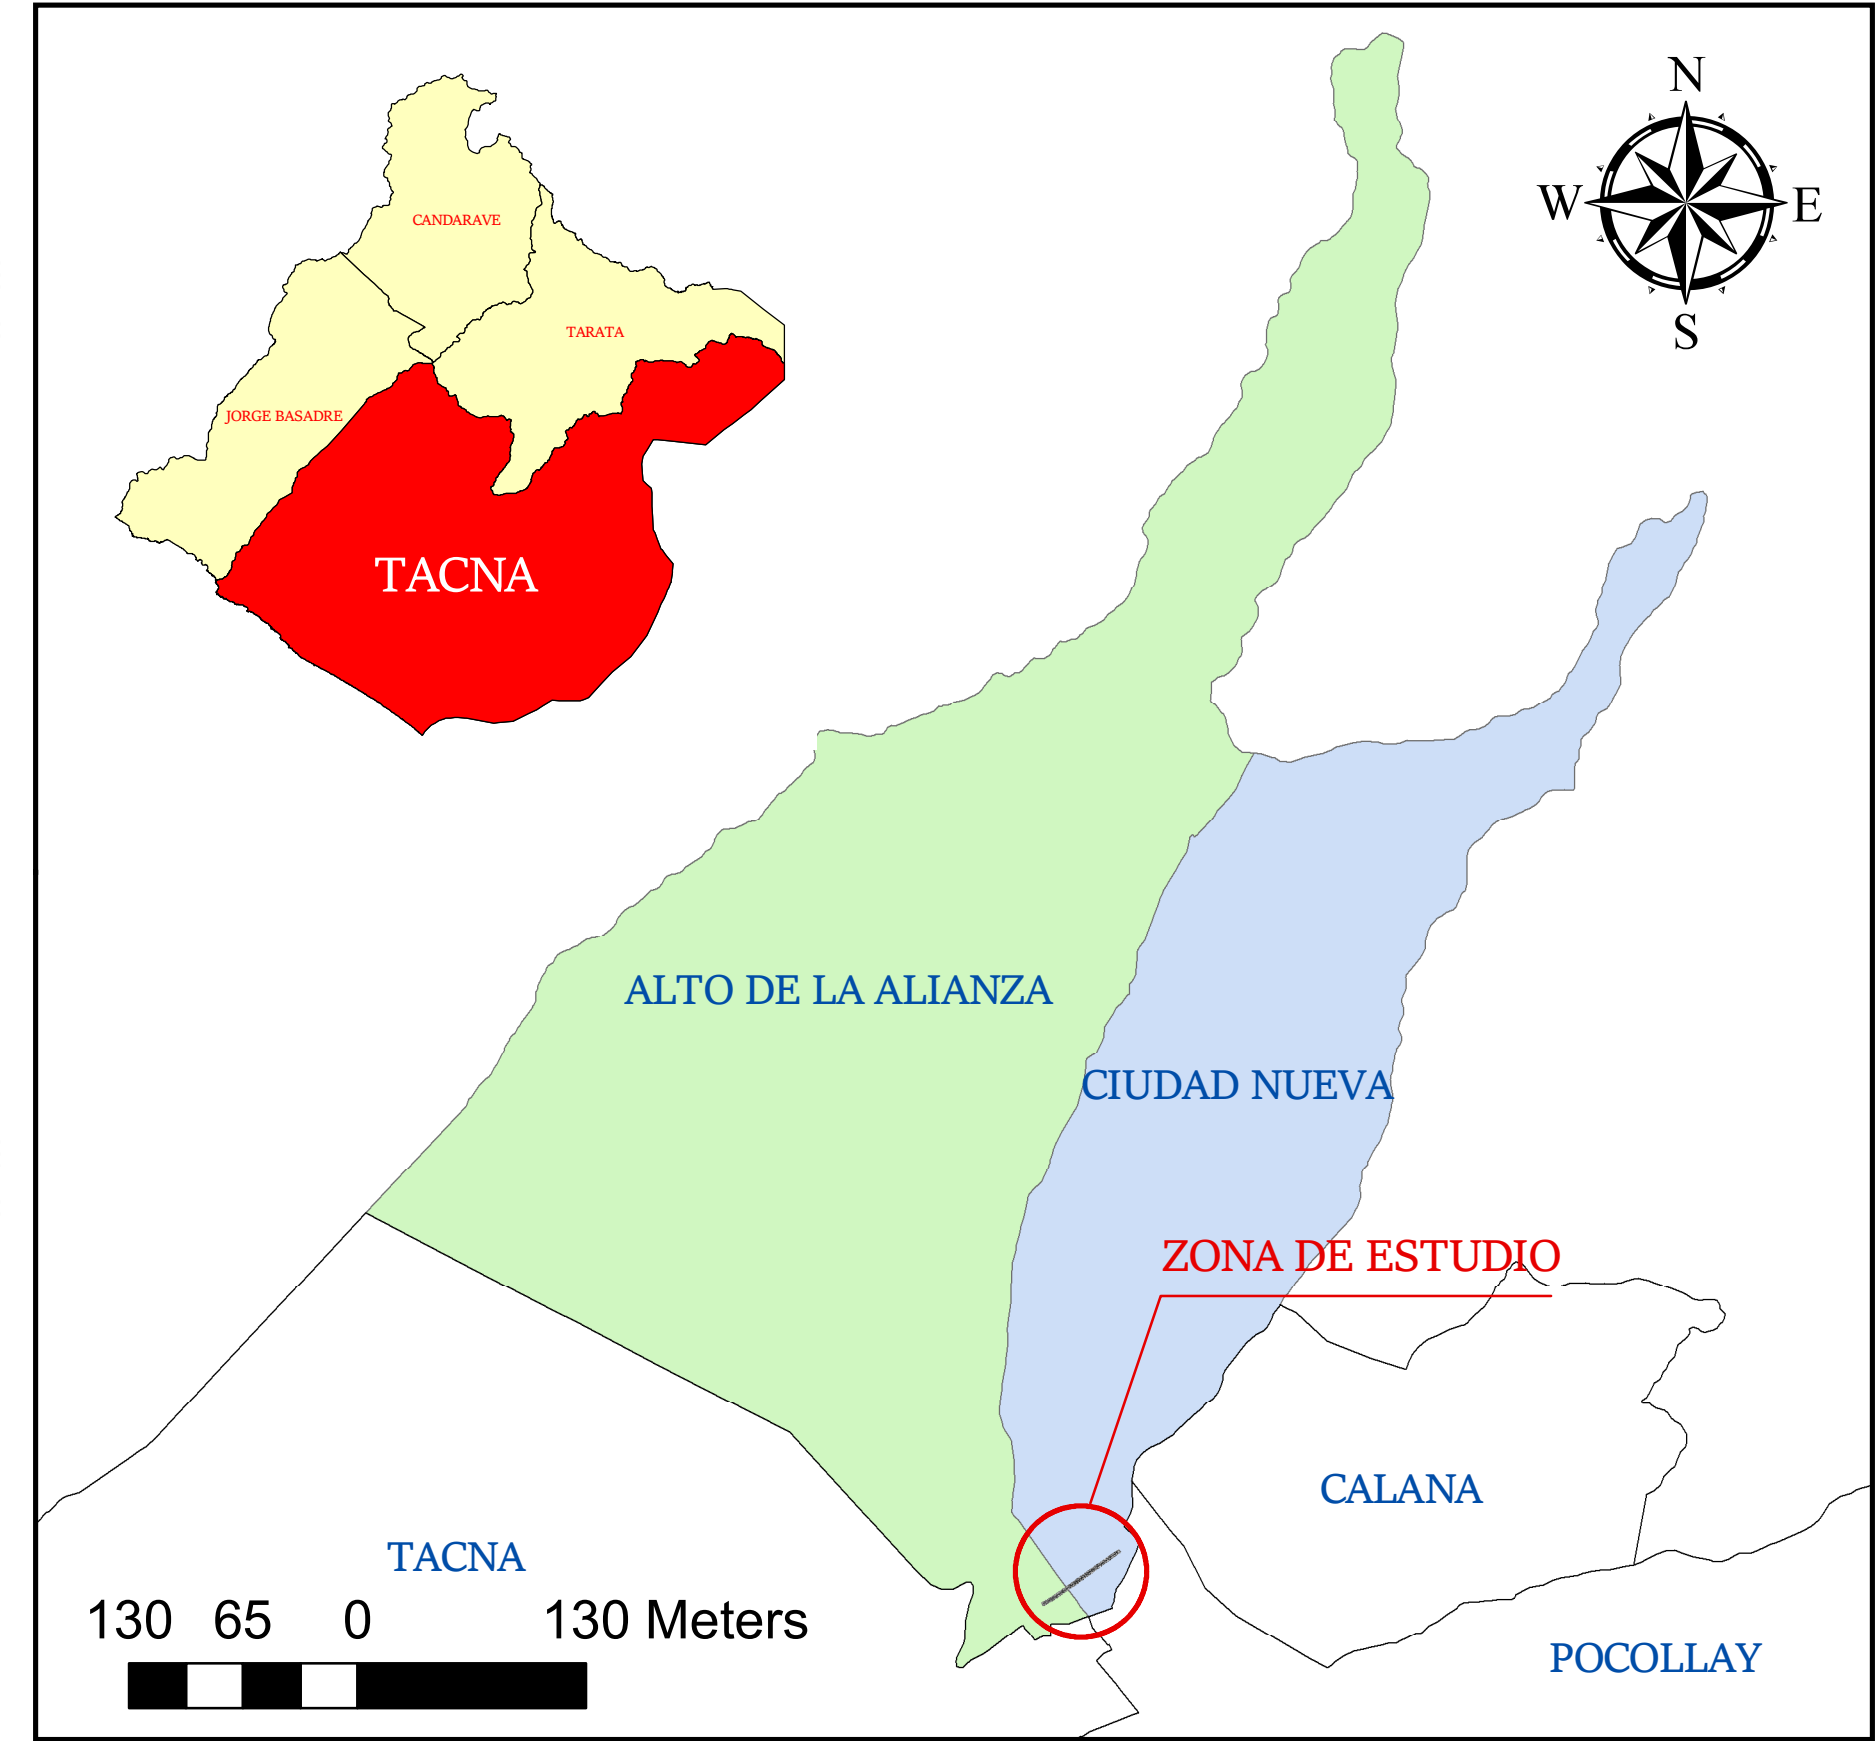 N
W
E
S
CANDARAVE
TARATA
JORGE BASADRE
TACNA
ALTO DE LA ALIANZA
CIUDAD NUEVA
ZONA DE ESTUDIO
CALANA
TACNA
POCOLLAY
130 65 0 130 Meters